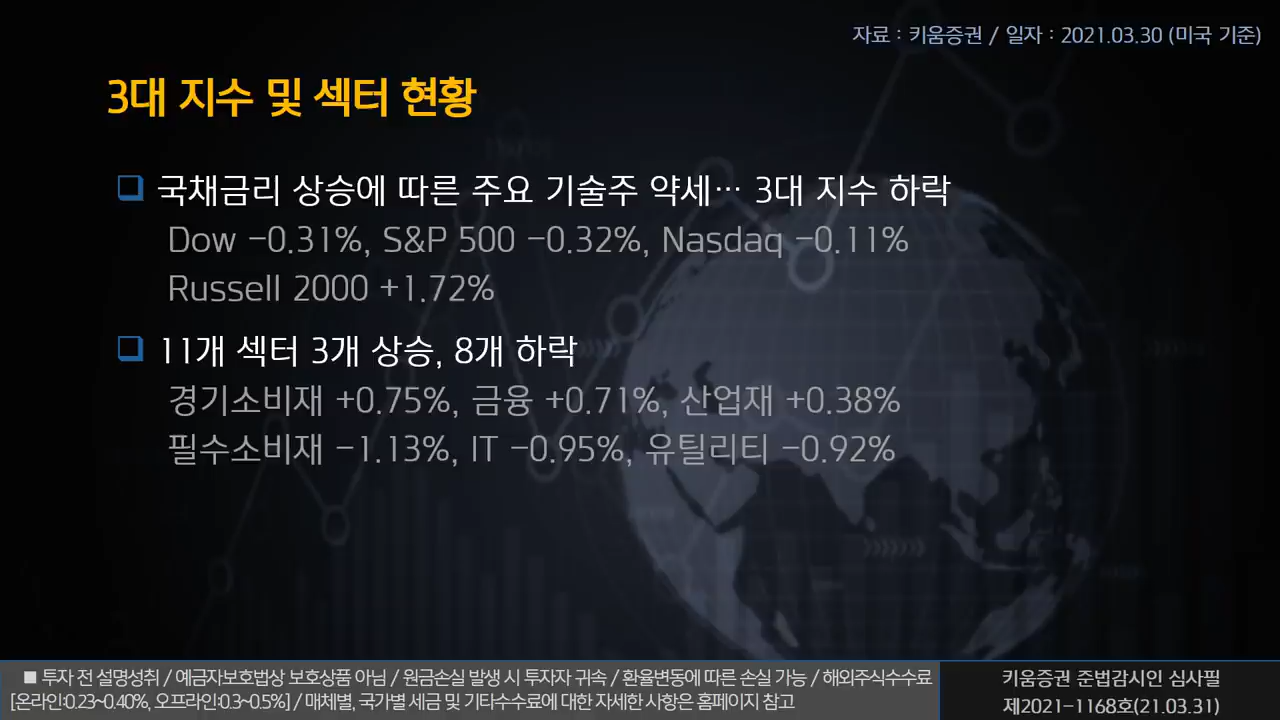 자료 : 키움증권 / 일자 : 2021.03.30 (미국 기준)
3대 지수 및 섹터 현황
❑ 국채금리 상승에 따른 주요 기술주 약세… 3대 지수 하락
Dow -0.31%, S&P 500 -0.32%, Nasdaq -0.11%
Russell 2000 +1.72%
❑ 11개 섹터 3개 상승, 8개 하락
경기소비재 +0.75%, 금융 +0.71%, 산업재 +0.38%
필수소비재 -1.13%, IT -0.95%, 유틸리티 -0.92%
■ 투자 전 설명성취 / 예금자보호법상 보호상품 아님 / 원금손실 발생 시 투자자 귀속 / 환율변동에 따른 손실 가능 / 해외주식수수료
[온라인:0.23~0.40%, 오프라인:0.3~0.5%] / 매체별, 국가별 세금 및 기타수수료에 대한 자세한 사항은 홈페이지 참고
키움증권 준법감시인 심사필
제2021-1168호(21.03.31)